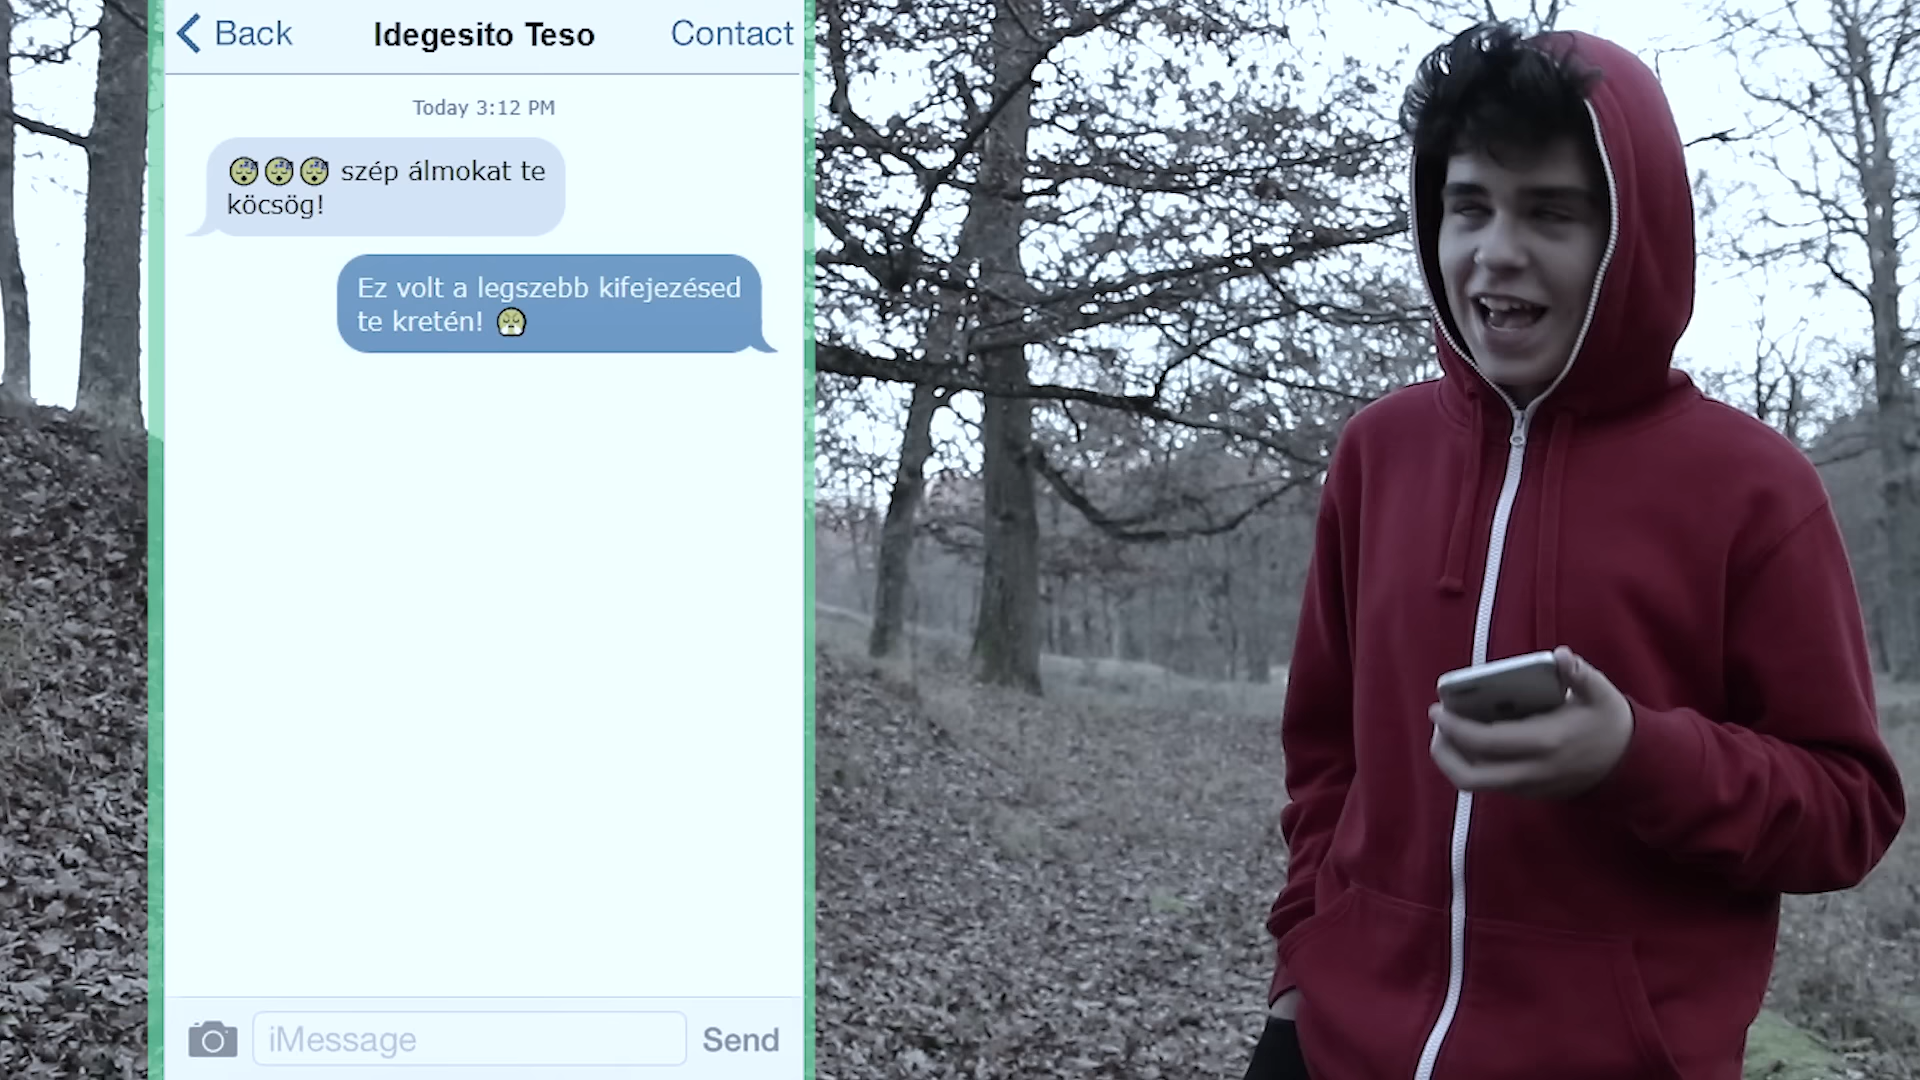 Back Idegesito Teso Contact
Today 3:12 PM
😴😴😴 szép álmokat te
köcsög!
Ez volt a legszebb kifejezésed
te kretén! 😤
iMessage Send